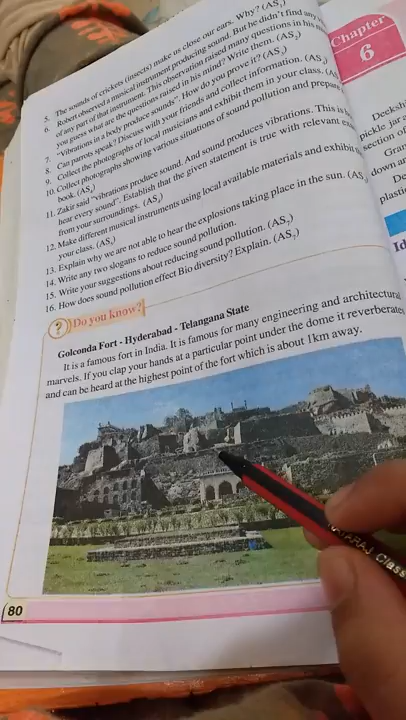 5. The sounds of crickets (insects) make us close our ears. Why? (AS₁)
6. Robert observed a musical instrument producing sound. But he didn't find any
of any part of that instrument. This observation raised many questions in his
you guess what are the questions raised in his mind? Write them. (AS₂)
7. "Vibrations in a body produce sounds". How do you prove it? (AS₃)
8. Can parrots speak? Discuss with your friends and collect information. (AS₄)
9. Collect the photographs of local musicians and exhibit them in your class.
10. Collect photographs showing various situations of sound pollution and prepare
book. (AS₄)
11. Zakir said "vibrations produce sound. And sound produces vibrations. This is
hear every sound". Establish that the given statement is true with relevant
from your surroundings. (AS₁)
12. Make different musical instruments using local available materials and exhibit
your class. (AS₅)
13. Explain why we are not able to hear the explosions taking place in the sun. (AS₇)
14. Write any two slogans to reduce sound pollution.
15. Write your suggestions about reducing sound pollution. (AS₇)
16. How does sound pollution effect Bio diversity? Explain. (AS₇)
? Do you know?
Golconda Fort - Hyderabad - Telangana State
It is a famous fort in India. It is famous for many engineering and architectural
marvels. If you clap your hands at a particular point under the dome it reverberates
and can be heard at the highest point of the fort which is about 1km away.
80
Chapter
6
Deeksh
pickle jar
section of
Gran
down
De
plasti
Id
NATARAJ